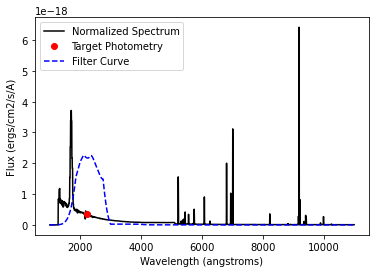 1e−18
Normalized Spectrum
Target Photometry
Filter Curve
Flux (ergs/cm2/s/A)
6
5
4
3
2
1
0
2000 4000 6000 8000 10000
Wavelength (angstroms)